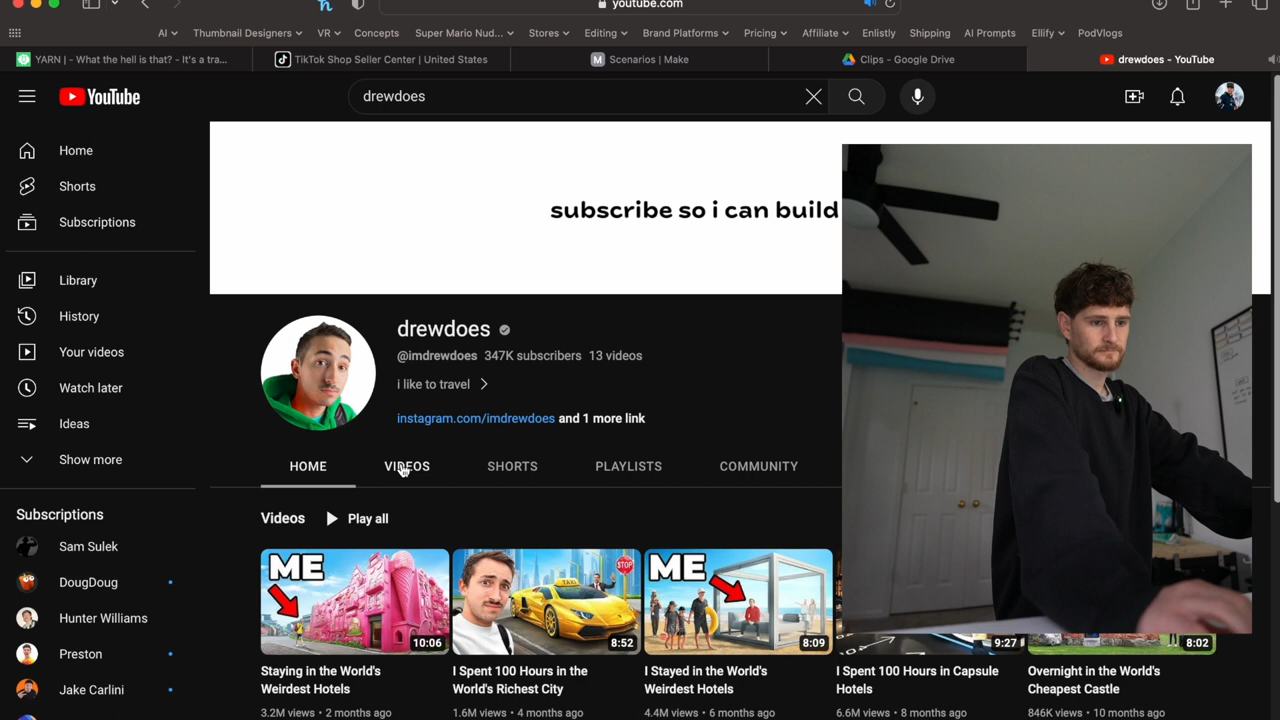 youtube.com
AI
Thumbnail Designers
VR
Concepts
Super Mario Nud...
Stores
Editing
Brand Platforms
Pricing
Affiliate
Enlistly
Shipping
AI Prompts
Ellify
PodVlogs
YARN | - What the hell is that? - It's a tra...
TikTok Shop Seller Center | United States
M
Scenarios | Make
Clips - Google Drive
drewdoes - YouTube
YouTube
drewdoes
Home
Shorts
Subscriptions
Library
History
Your videos
Watch later
Ideas
Show more
Subscriptions
Sam Sulek
DougDoug
Hunter Williams
Preston
Jake Carlini
subscribe so i can build
drewdoes
@imdrewdoes 347K subscribers 13 videos
i like to travel
instagram.com/imdrewdoes and 1 more link
HOME
VIDEOS
SHORTS
PLAYLISTS
COMMUNITY
Videos
Play all
ME
10:06
Staying in the World's
Weirdest Hotels
3.2M views • 2 months ago
TAXI
STOP
8:52
I Spent 100 Hours in the
World's Richest City
1.6M views • 4 months ago
ME
8:09
I Stayed in the World's
Weirdest Hotels
4.4M views • 6 months ago
9:27
I Spent 100 Hours in Capsule
Hotels
6.6M views • 8 months ago
8:02
Overnight in the World's
Cheapest Castle
846K views • 10 months ago